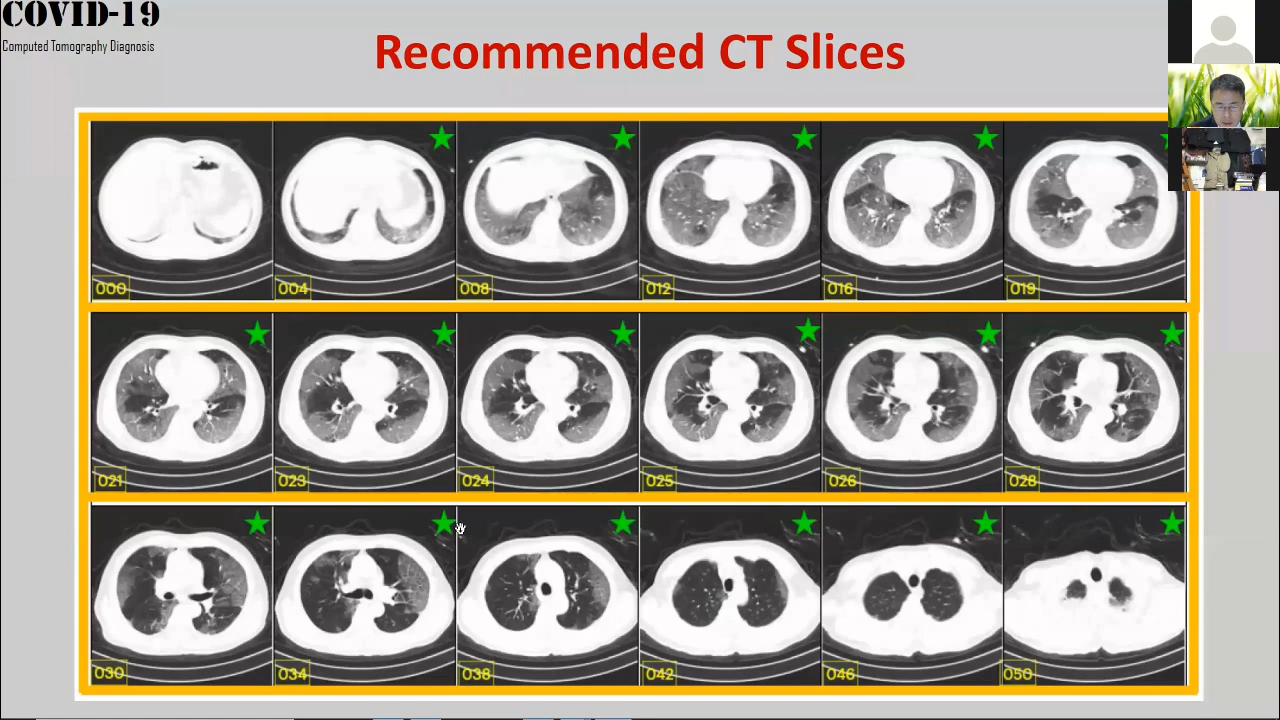 COVID-19
Computed Tomography Diagnosis
Recommended CT Slices
000 004 008 012 016 019
021 023 024 025 026 028
030 034 038 042 046 050